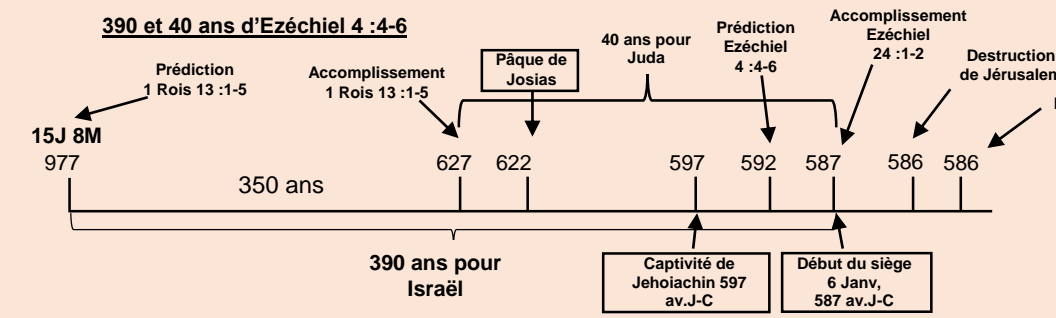 390 et 40 ans d'Ezéchiel 4 :4-6
Prédiction
1 Rois 13 :1-5
Accomplissement
1 Rois 13 :1-5
Pâque de
Josias
40 ans pour
Juda
Prédiction
Ezéchiel
4 :4-6
Accomplissement
Ezéchiel
24 :1-2
Destruction
de Jérusalem
15J 8M
977
627
622
597
592
587
586
586
350 ans
390 ans pour
Israël
Captivité de
Jehoiachin 597
av.J-C
Début du siège
6 Janv,
587 av.J-C